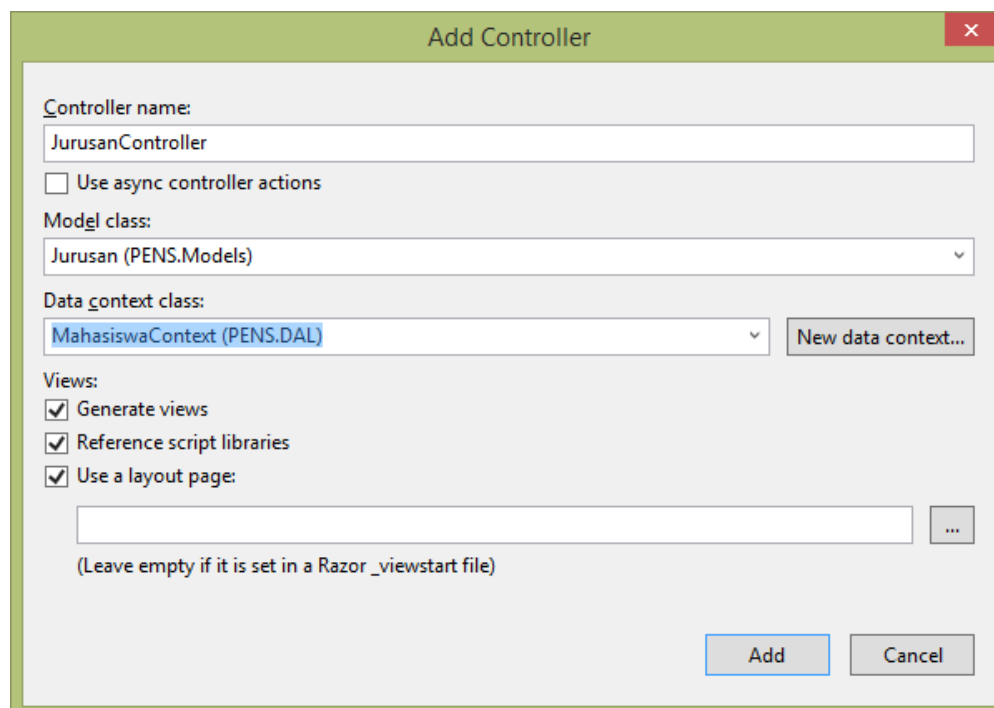 Add Controller
Controller name:
JurusanController
Use async controller actions
Model class:
Jurusan (PENS.Models)
Data context class:
MahasiswaContext (PENS.DAL)
New data context...
Views:
Generate views
Reference script libraries
Use a layout page:
...
(Leave empty if it is set in a Razor _viewstart file)
Add
Cancel